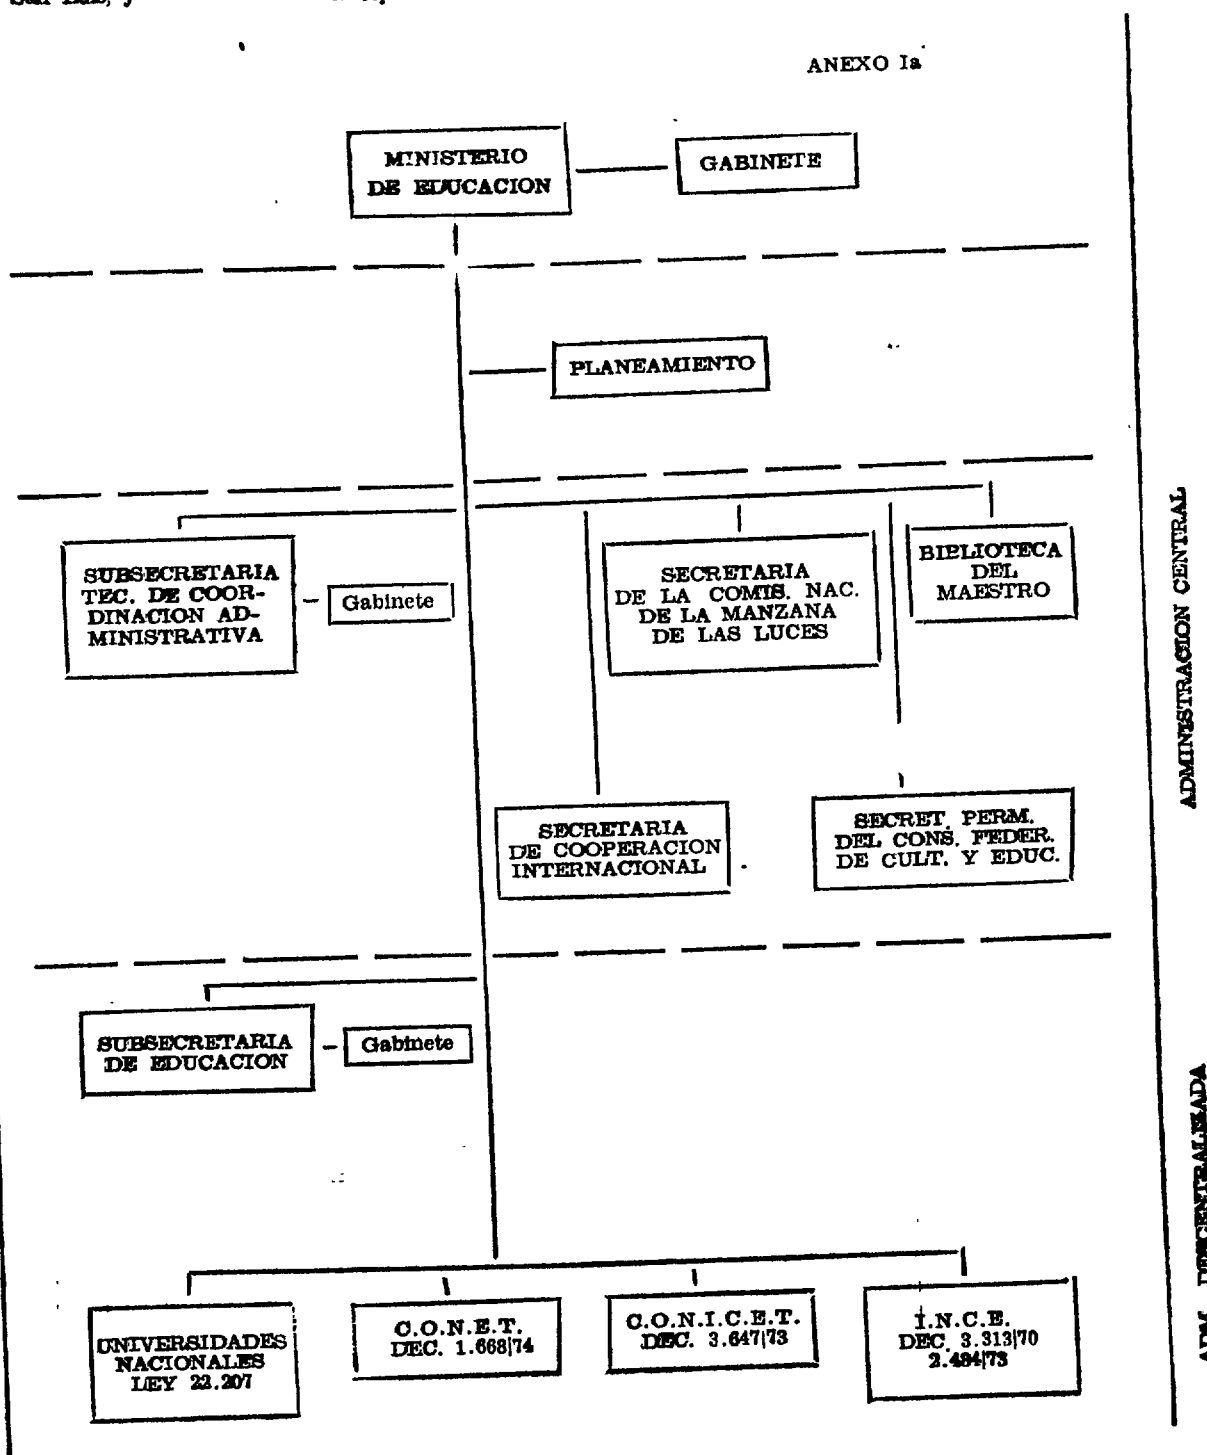 ANEXO Ia
MINISTERIO
DE EDUCACION
GABINETE
PLANEAMIENTO
SUBSECRETARIA
TEC. DE COOR-
DINACION AD-
MINISTRATIVA
Gabinete
SECRETARIA
DE LA COMIS. NAC.
DE LA MANZANA
DE LAS LUCES
BIBLIOTECA
DEL
MAESTRO
SECRETARIA
DE COOPERACION
INTERNACIONAL
SECRET. PERM.
DEL CONS. FEDER.
DE CULT. Y EDUC.
ADMINISTRACION CENTRAL
SUBSECRETARIA
DE EDUCACION
Gabinete
UNIVERSIDADES
NACIONALES
LEY 22.207
C.O.N.E.T.
DEC. 1.668|74
C.O.N.I.C.E.T.
DEC. 3.647|73
I.N.C.E.
DEC. 3.313|70
2.484|73
ADM. DESCENTRALIZADA